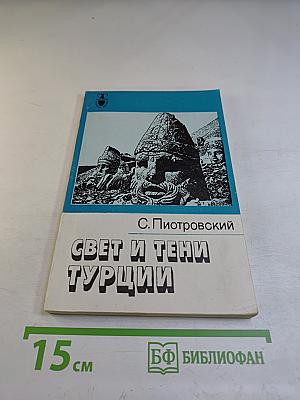 С. Пиотровский
СВЕТ И ТЕНИ
ТУРЦИИ
15 см
БФ БИБЛИОФАН